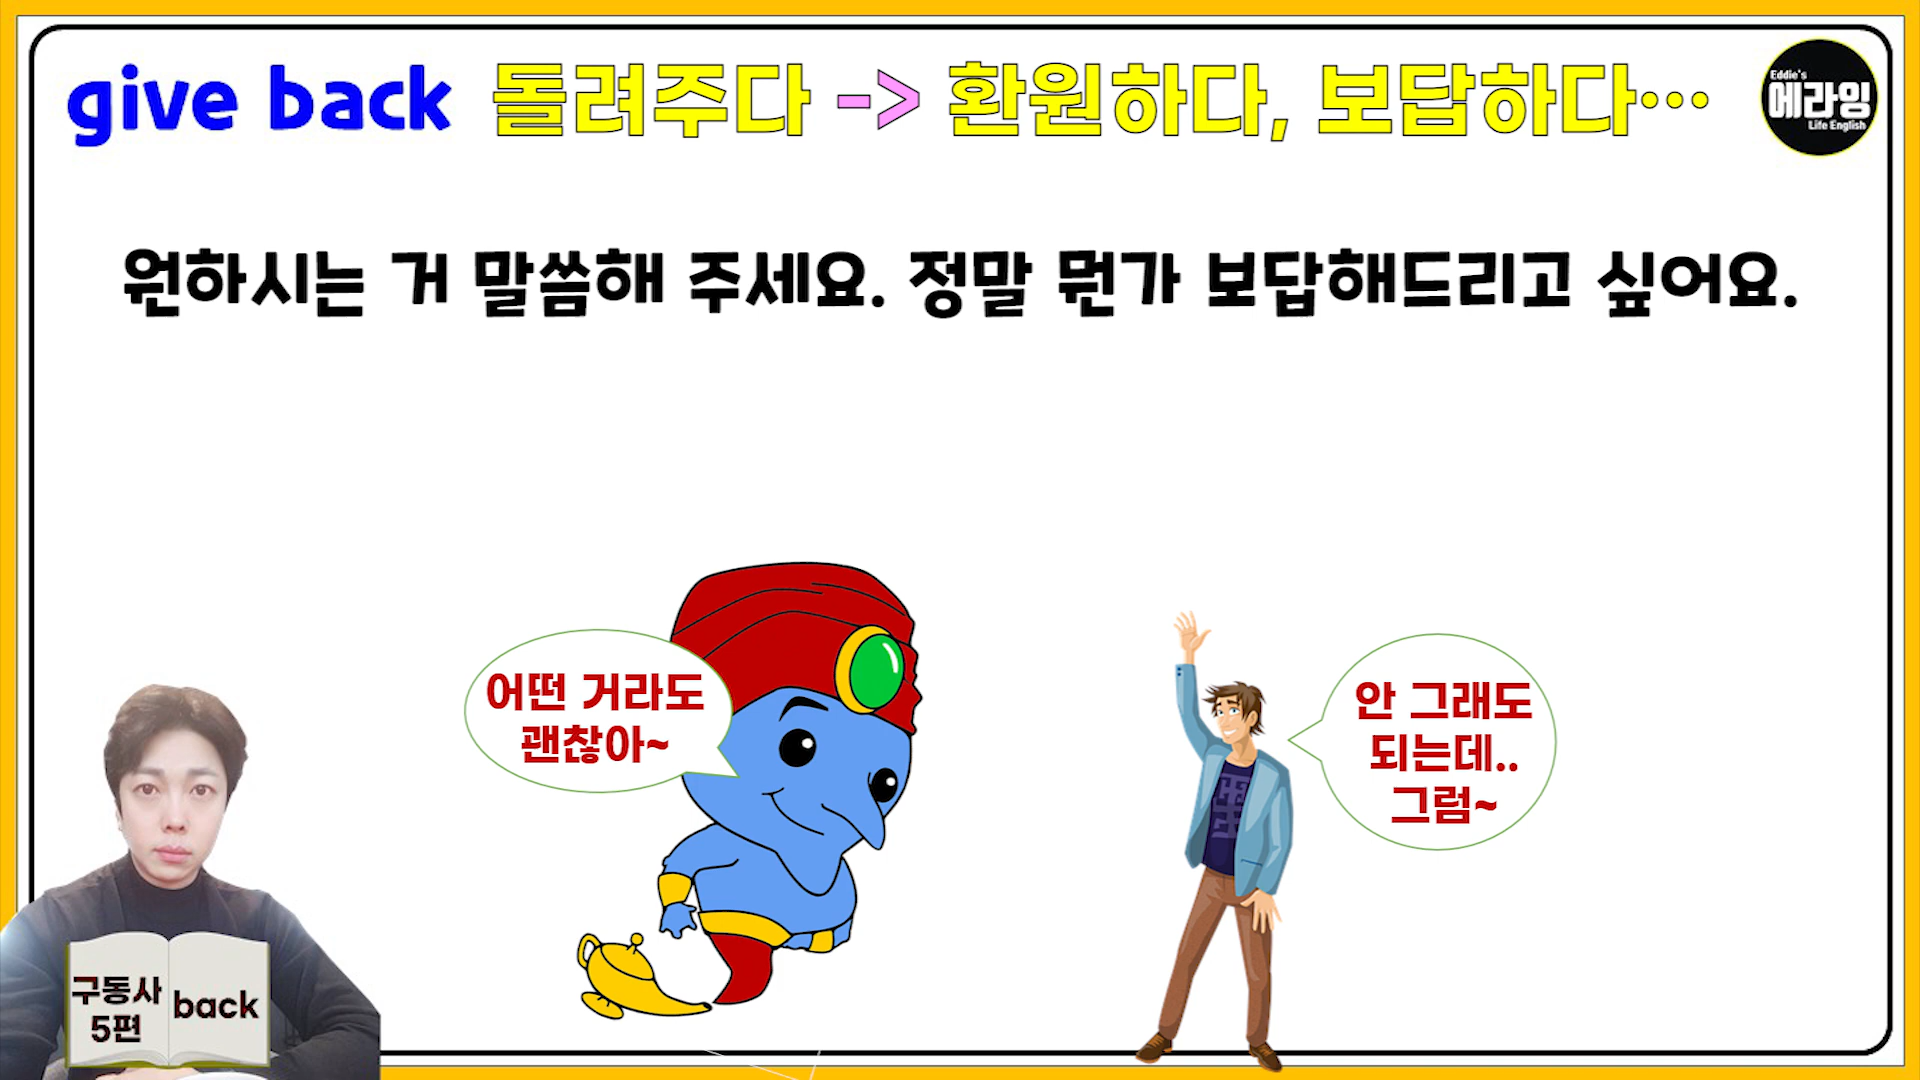 give back 돌려주다 -> 환원하다, 보답하다…
Eddie's
에라잉
Life English
원하시는 거 말씀해 주세요. 정말 뭔가 보답해드리고 싶어요.
어떤 거라도
괜찮아~
안 그래도
되는데..
그럼~
구동사
5편
back